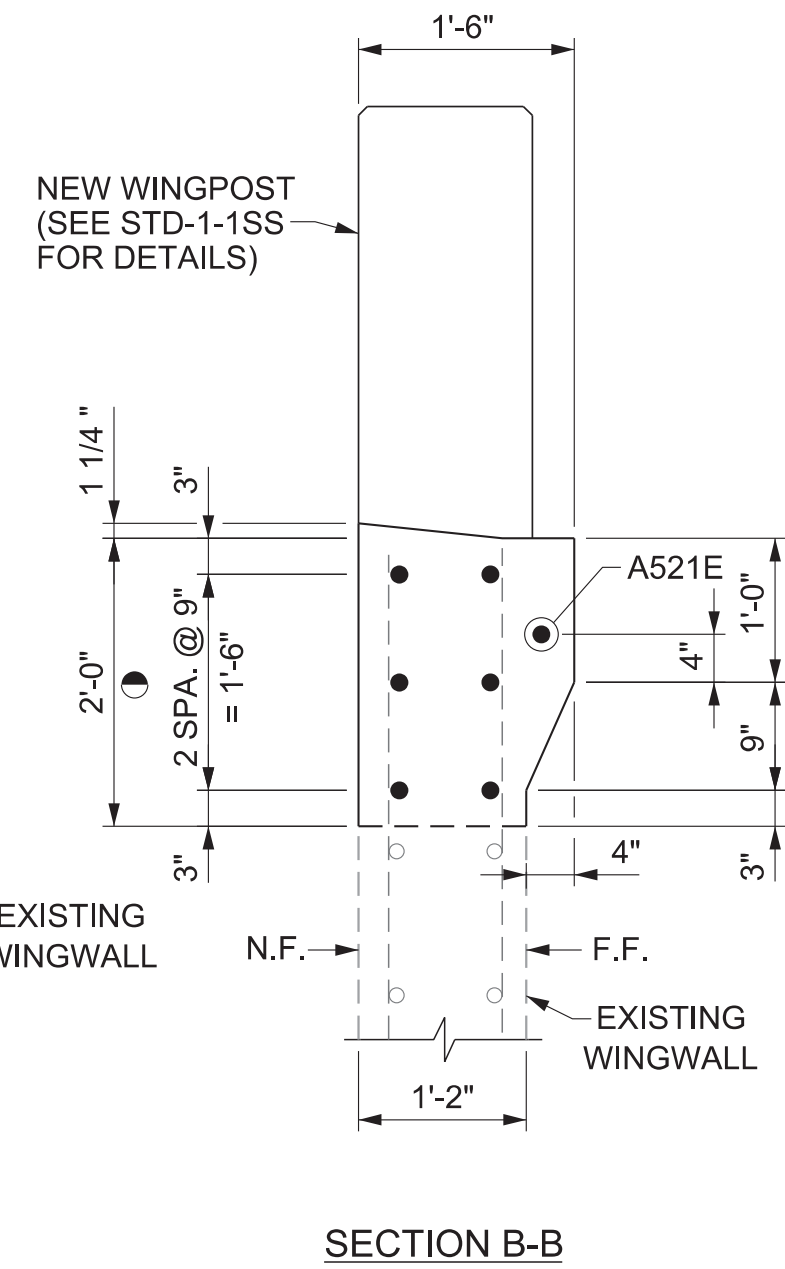 1'-6"
NEW WINGPOST
(SEE STD-1-1SS
FOR DETAILS)
1 1/4 "
3"
A521E
2'-0"
2 SPA. @ 9"
= 1'-6"
1'-0"
4"
9"
3"
4"
3"
EXISTING
WINGWALL
N.F.
F.F.
EXISTING
WINGWALL
1'-2"
SECTION B-B